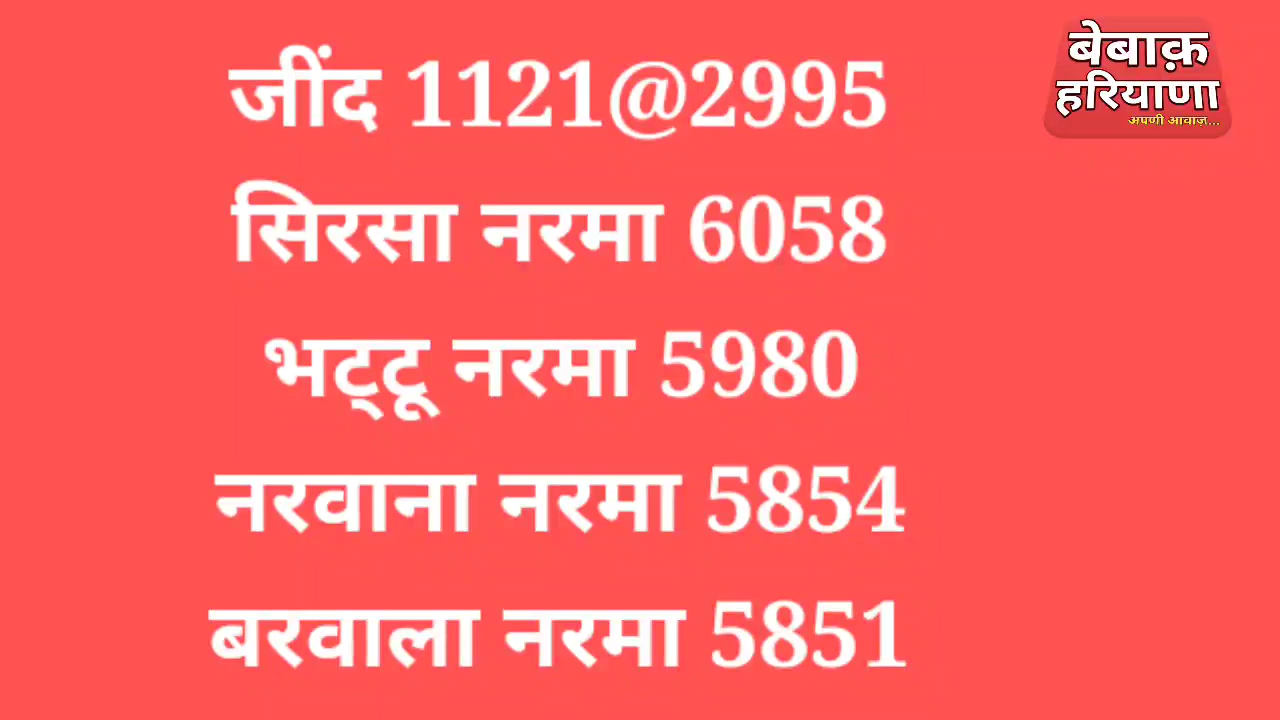 जींद 1121@2995
सिरसा नरमा 6058
भट्टू नरमा 5980
नरवाना नरमा 5854
बरवाला नरमा 5851
बेबाक़
हरियाणा
अपणी आवाज़...